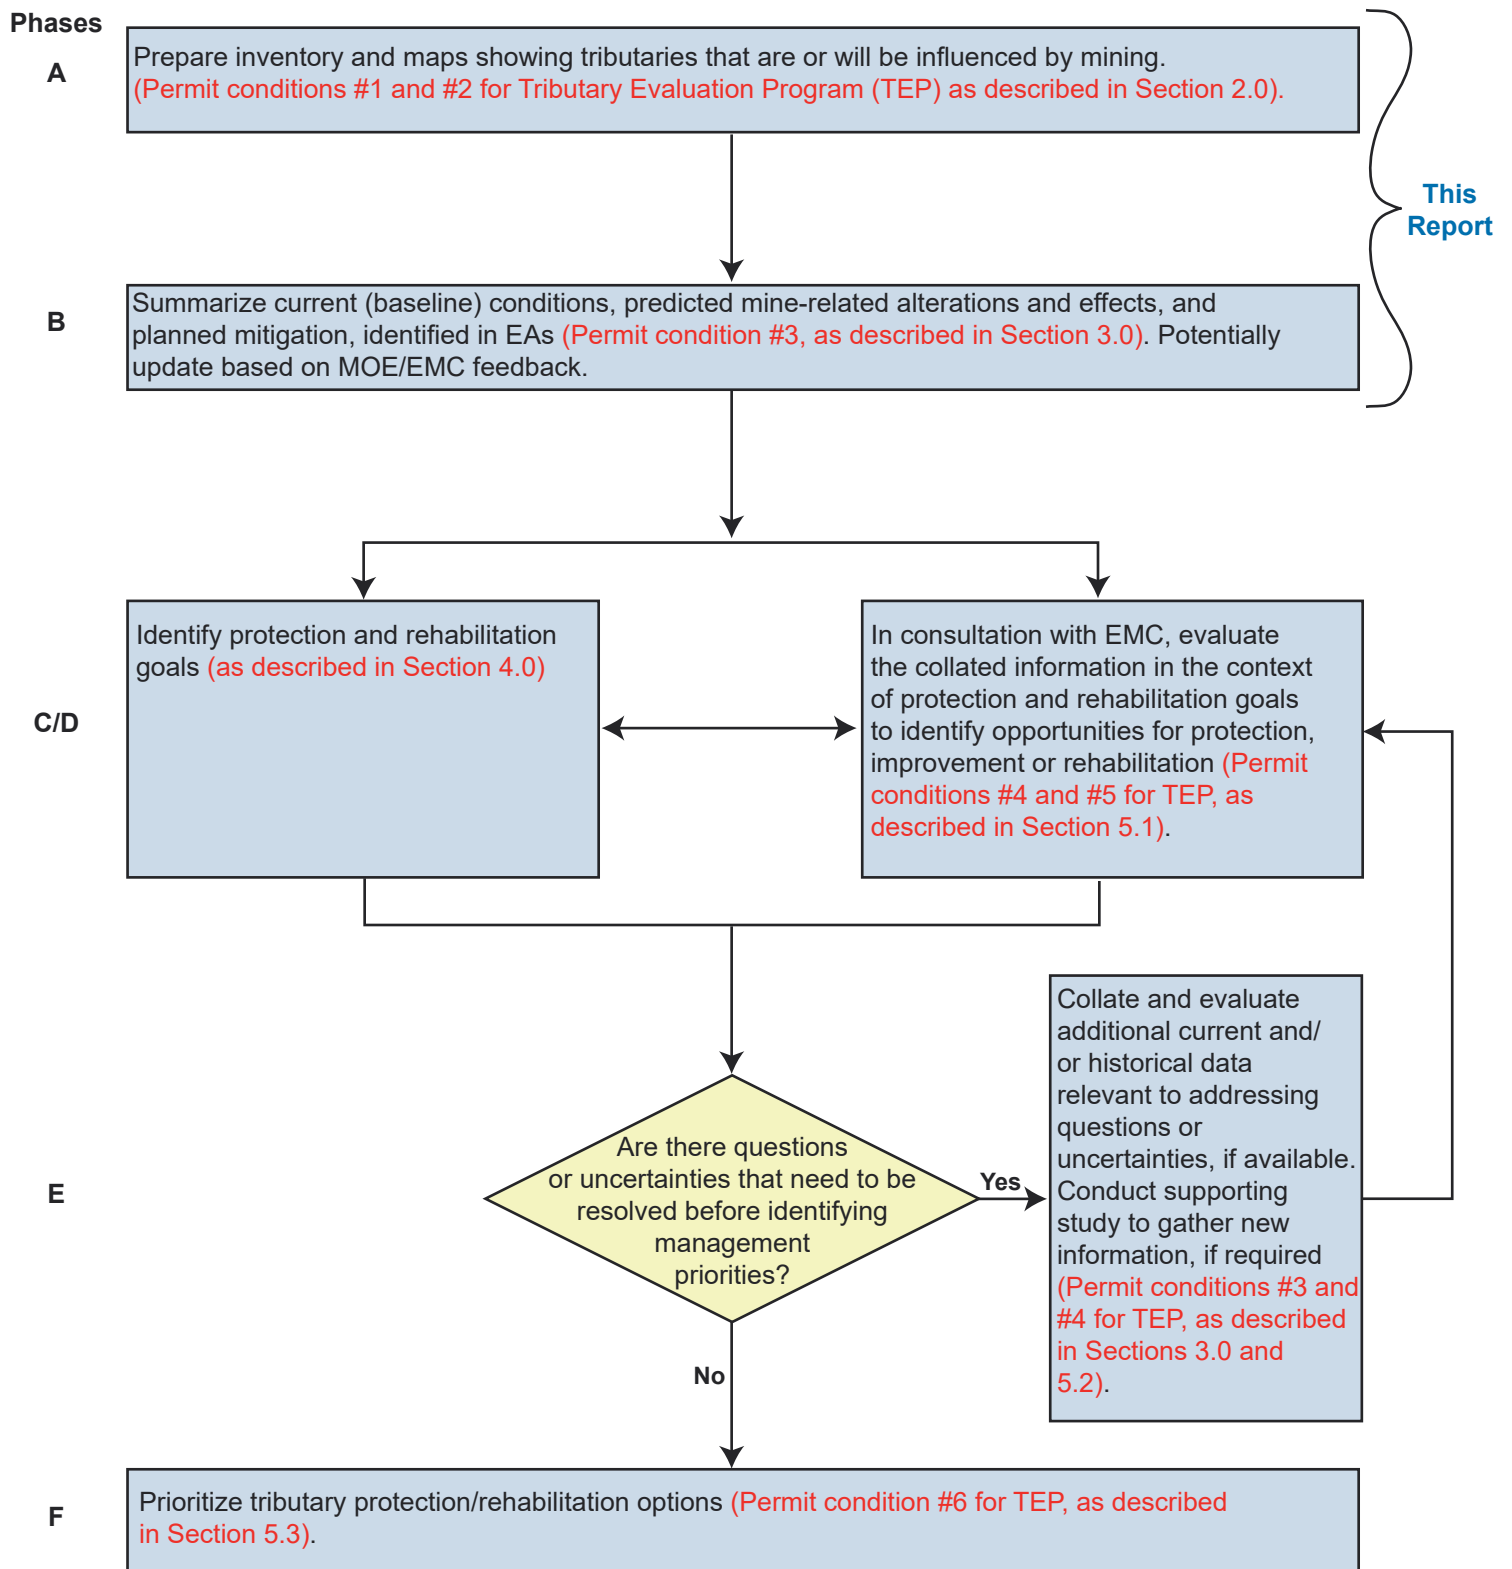 Phases
A
Prepare inventory and maps showing tributaries that are or will be influenced by mining.
(Permit conditions #1 and #2 for Tributary Evaluation Program (TEP) as described in Section 2.0).
This
Report
B
Summarize current (baseline) conditions, predicted mine-related alterations and effects, and
planned mitigation, identified in EAs (Permit condition #3, as described in Section 3.0). Potentially
update based on MOE/EMC feedback.
C/D
Identify protection and rehabilitation
goals (as described in Section 4.0)
In consultation with EMC, evaluate
the collated information in the context
of protection and rehabilitation goals
to identify opportunities for protection,
improvement or rehabilitation (Permit
conditions #4 and #5 for TEP, as
described in Section 5.1).
E
Are there questions
or uncertainties that need to be
resolved before identifying
management
priorities?
Yes
Collate and evaluate
additional current and/
or historical data
relevant to addressing
questions or
uncertainties, if available.
Conduct supporting
study to gather new
information, if required
(Permit conditions #3 and
#4 for TEP, as described
in Sections 3.0 and
5.2).
No
F
Prioritize tributary protection/rehabilitation options (Permit condition #6 for TEP, as described
in Section 5.3).